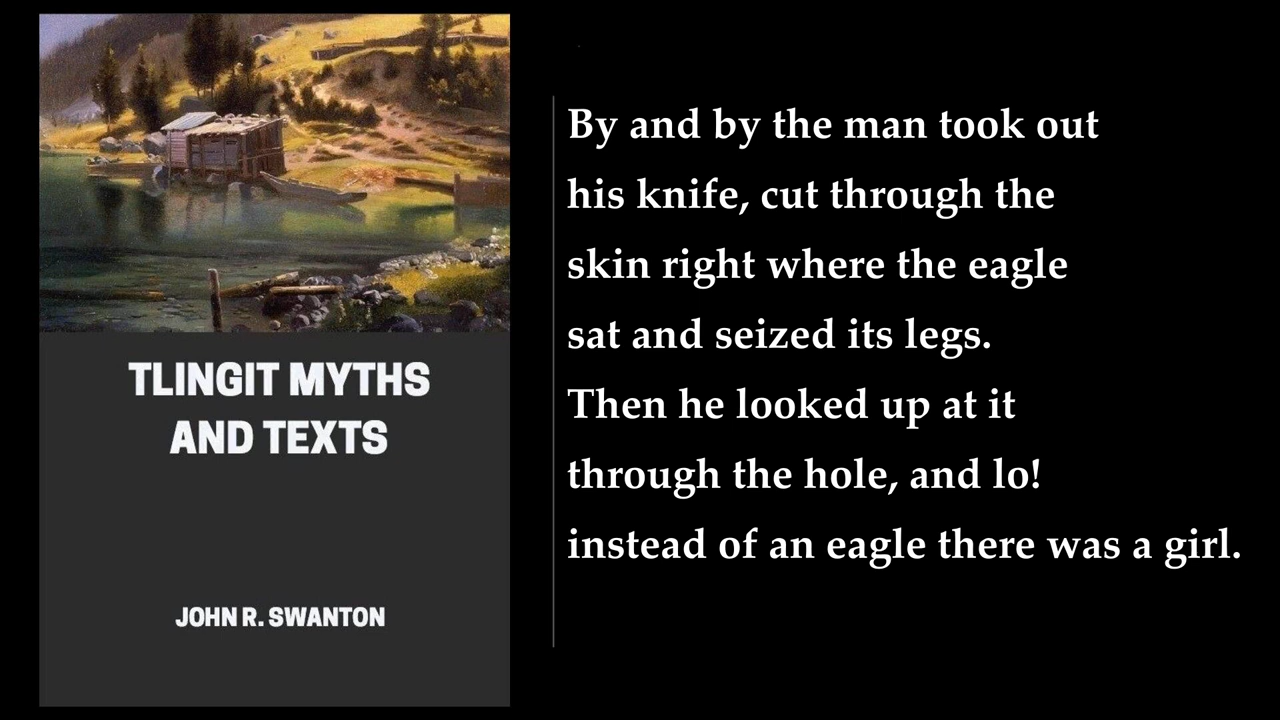 TLINGIT MYTHS
AND TEXTS
JOHN R. SWANTON
By and by the man took out
his knife, cut through the
skin right where the eagle
sat and seized its legs.
Then he looked up at it
through the hole, and lo!
instead of an eagle there was a girl.